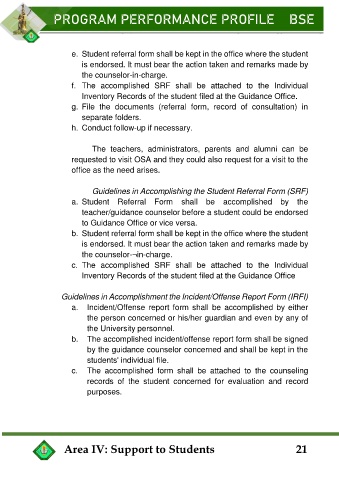 PROGRAM PERFORMANCE PROFILE BSE
e. Student referral form shall be kept in the office where the student
is endorsed. It must bear the action taken and remarks made by
the counselor-in-charge.
f. The accomplished SRF shall be attached to the Individual
Inventory Records of the student filed at the Guidance Office.
g. File the documents (referral form, record of consultation) in
separate folders.
h. Conduct follow-up if necessary.
The teachers, administrators, parents and alumni can be
requested to visit OSA and they could also request for a visit to the
office as the need arises.
Guidelines in Accomplishing the Student Referral Form (SRF)
a. Student Referral Form shall be accomplished by the
teacher/guidance counselor before a student could be endorsed
to Guidance Office or vice versa.
b. Student referral form shall be kept in the office where the student
is endorsed. It must bear the action taken and remarks made by
the counselor-¬in-charge.
c. The accomplished SRF shall be attached to the Individual
Inventory Records of the student filed at the Guidance Office
Guidelines in Accomplishment the Incident/Offense Report Form (IRFI)
a. Incident/Offense report form shall be accomplished by either
the person concerned or his/her guardian and even by any of
the University personnel.
b. The accomplished incident/offense report form shall be signed
by the guidance counselor concerned and shall be kept in the
students' individual file.
c. The accomplished form shall be attached to the counseling
records of the student concerned for evaluation and record
purposes.
Area IV: Support to Students 21